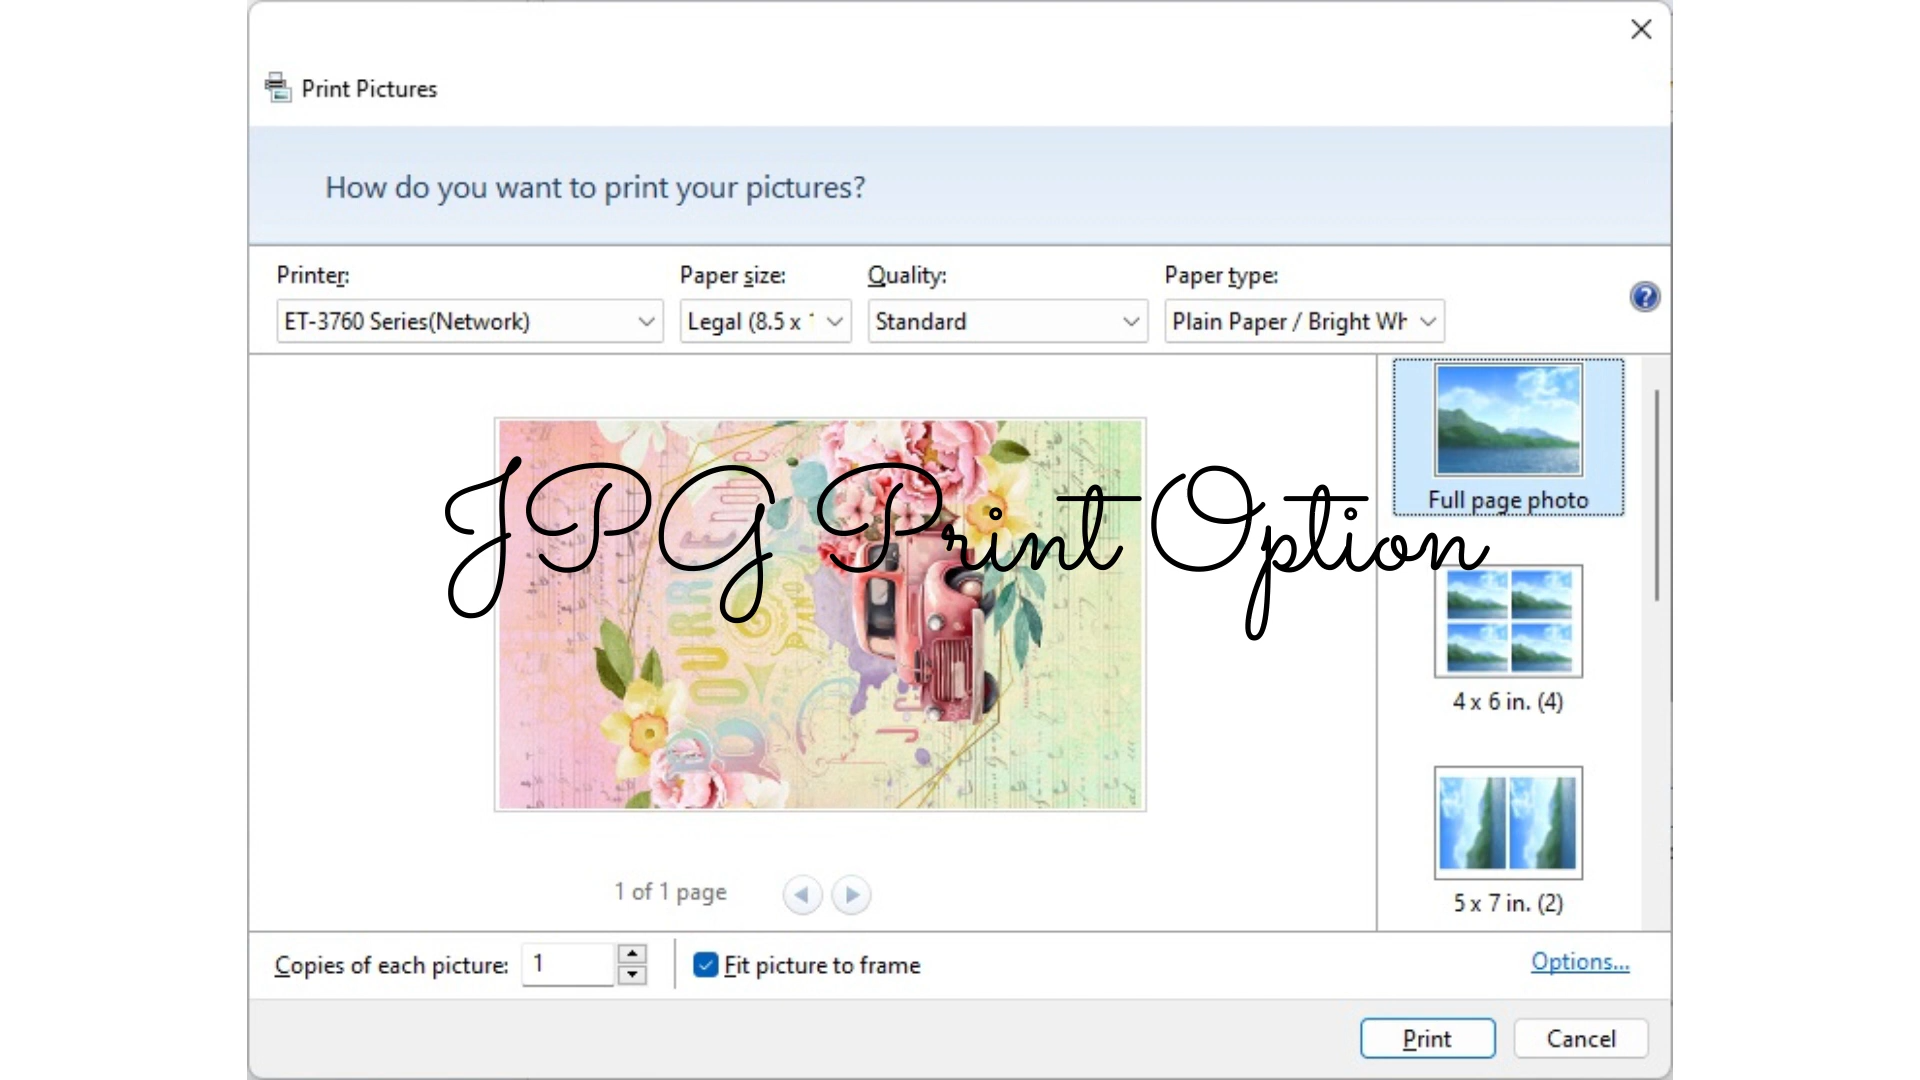 Print Pictures
How do you want to print your pictures?
Printer: Paper size: Quality: Paper type:
ET-3760 Series(Network) Legal (8.5 x Standard Plain Paper / Bright
JPG Print Option
Full page photo
4 x 6 in. (4)
5 x 7 in. (2)
1 of 1 page
Copies of each picture: 1 Fit picture to frame Options...
Print Cancel